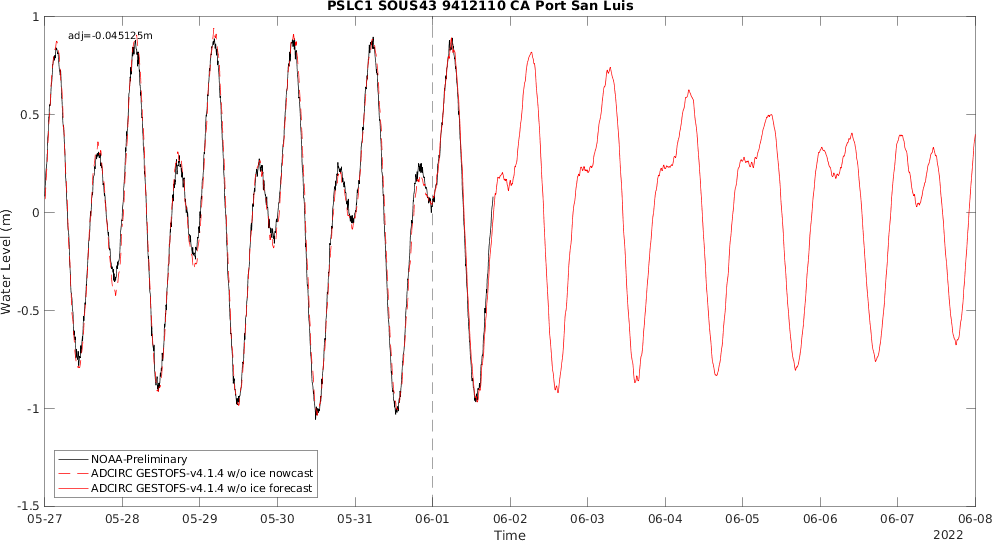 PSLC1 SOUS43 9412110 CA Port San Luis
adj=-0.045125m
1
0.5
0
-0.5
-1
-1.5
Water Level (m)
NOAA-Preliminary
ADCIRC GESTOFS-v4.1.4 w/o ice nowcast
ADCIRC GESTOFS-v4.1.4 w/o ice forecast
05-27 05-28 05-29 05-30 05-31 06-01 06-02 06-03 06-04 06-05 06-06 06-07 06-08
Time
2022